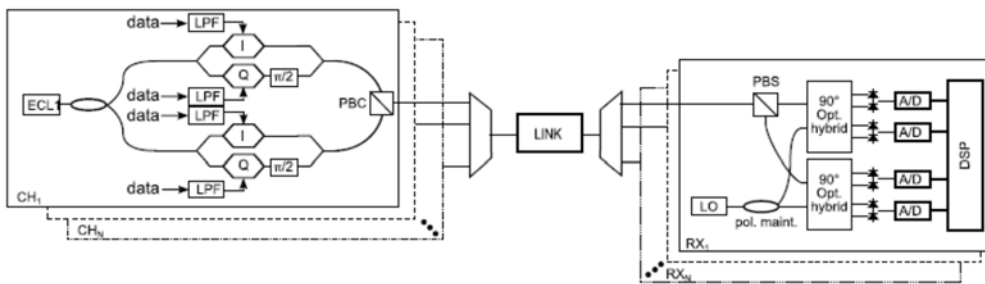 data
LPF
I
Q
π/2
data
LPF
ECL1
data
LPF
PBC
I
Q
π/2
data
LPF
CH1
CHN
LINK
PBS
90°
Opt.
hybrid
A/D
A/D
90°
Opt.
hybrid
A/D
A/D
DSP
LO
pol. maint.
RX1
RXN